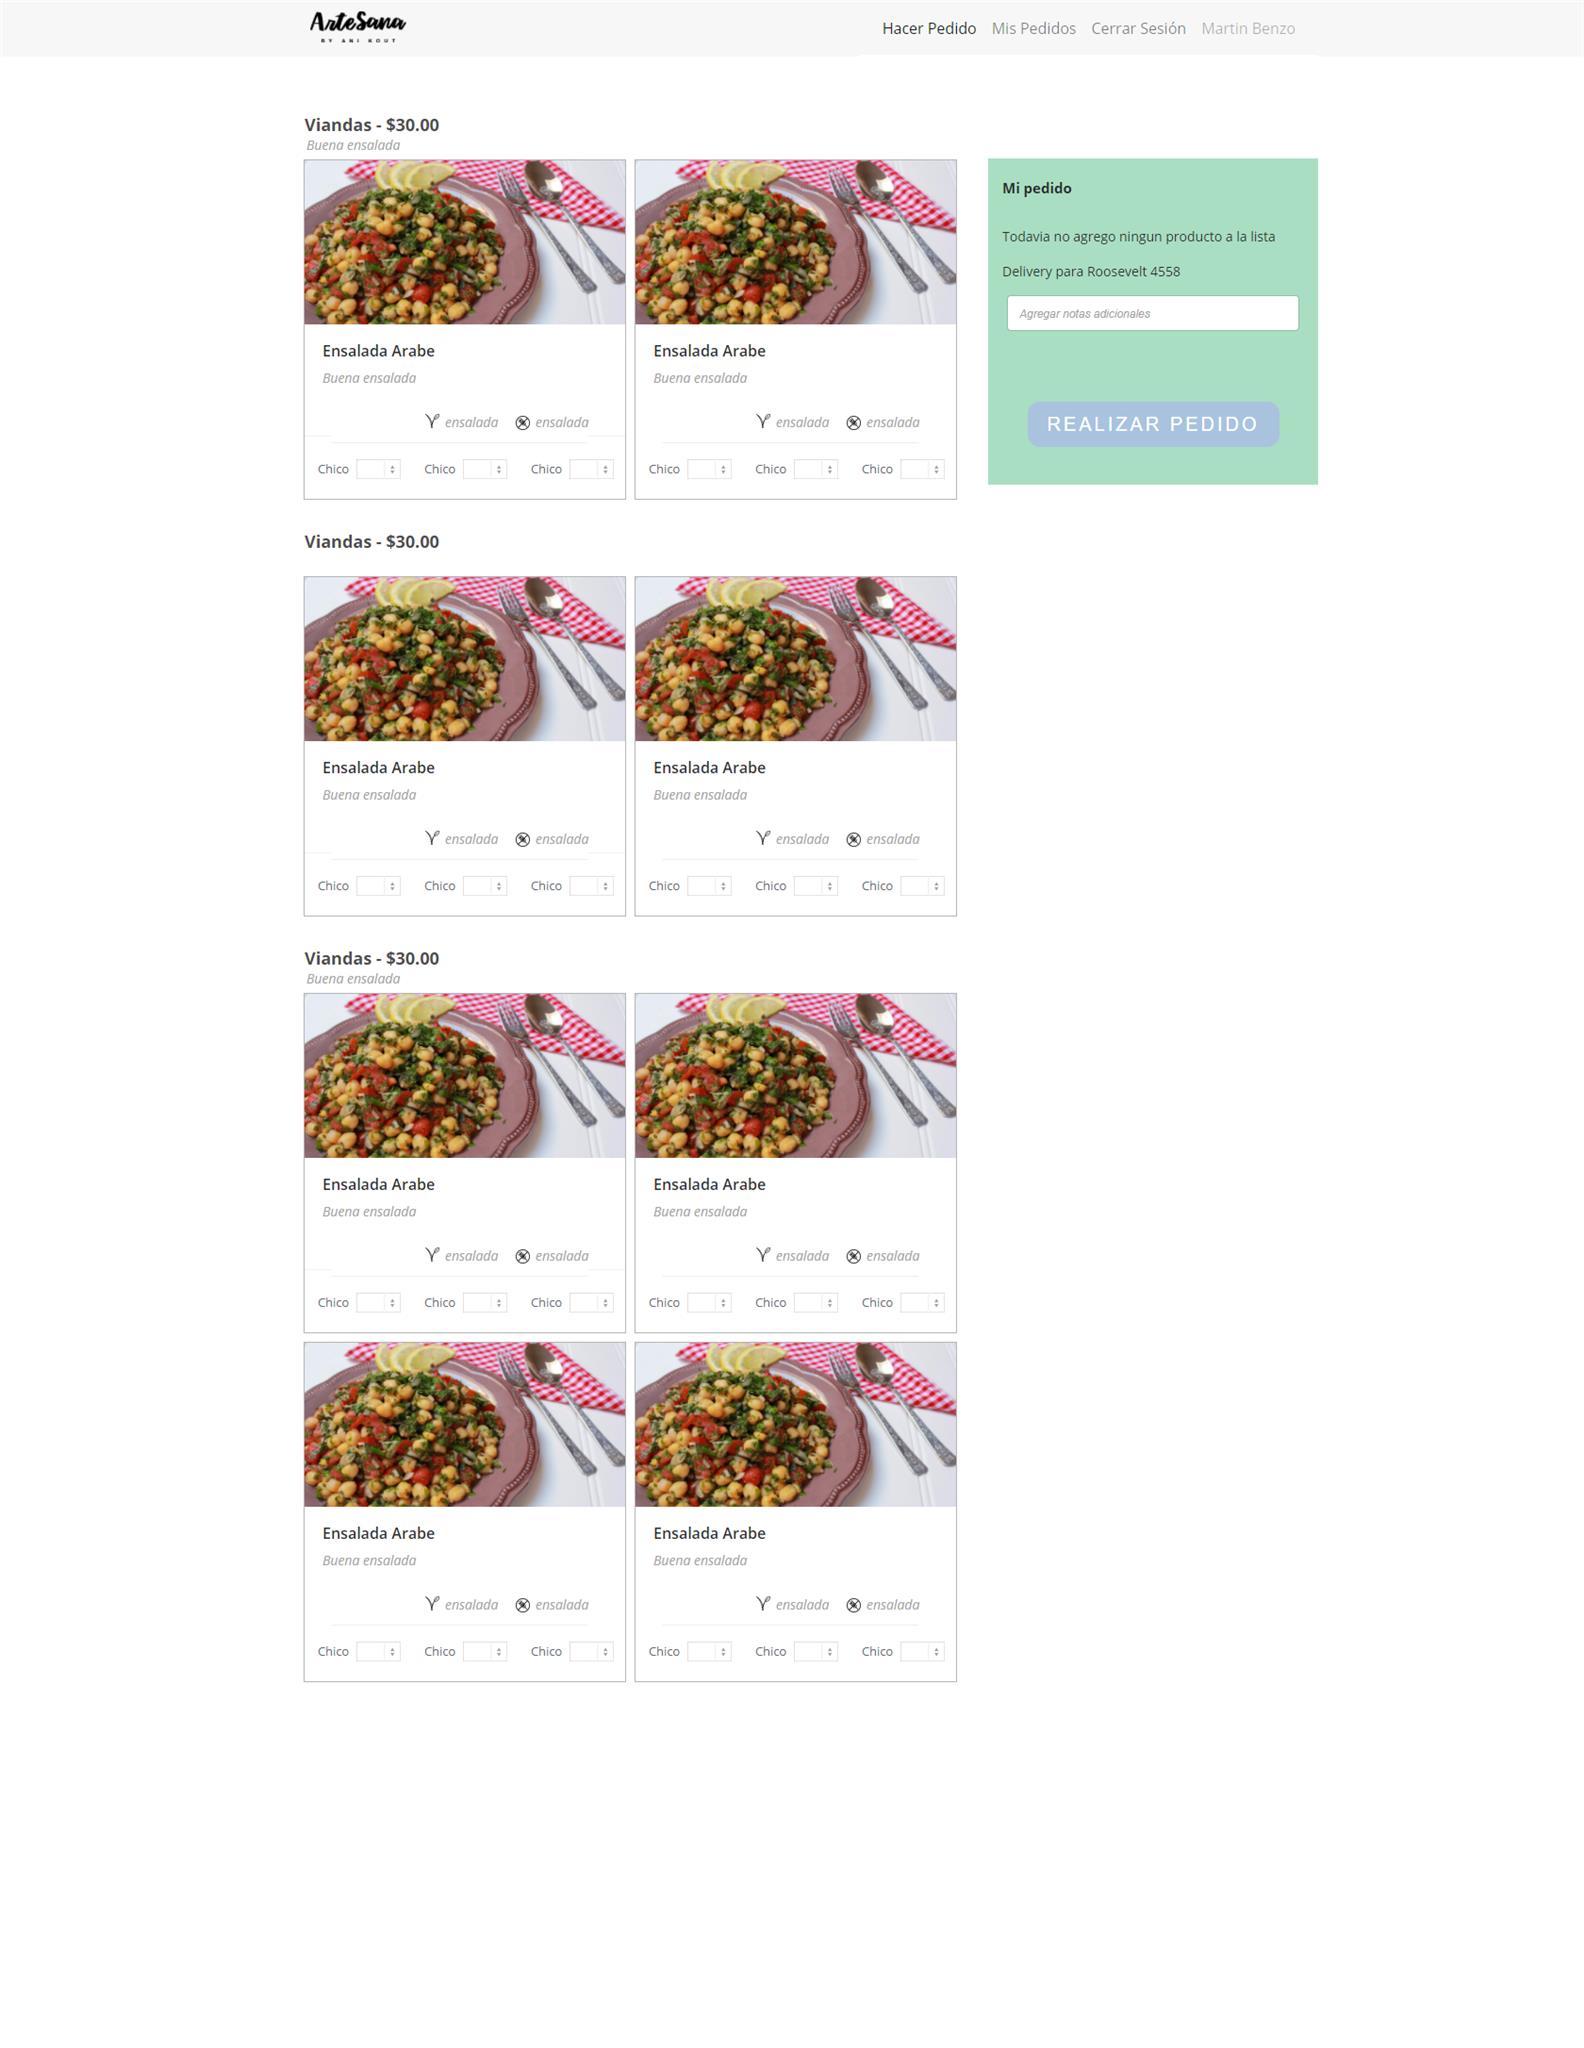 ArteSana
BY ANI KOUT
Hacer Pedido Mis Pedidos Cerrar Sesión Martin Benzo
Viandas - $30.00
Buena ensalada
Ensalada Arabe
Buena ensalada
ensalada ensalada
Chico Chico Chico
Ensalada Arabe
Buena ensalada
ensalada ensalada
Chico Chico Chico
Mi pedido
Todavia no agrego ningun producto a la lista
Delivery para Roosevelt 4558
Agregar notas adicionales
REALIZAR PEDIDO
Viandas - $30.00
Ensalada Arabe
Buena ensalada
ensalada ensalada
Chico Chico Chico
Ensalada Arabe
Buena ensalada
ensalada ensalada
Chico Chico Chico
Viandas - $30.00
Buena ensalada
Ensalada Arabe
Buena ensalada
ensalada ensalada
Chico Chico Chico
Ensalada Arabe
Buena ensalada
ensalada ensalada
Chico Chico Chico
Ensalada Arabe
Buena ensalada
ensalada ensalada
Chico Chico Chico
Ensalada Arabe
Buena ensalada
ensalada ensalada
Chico Chico Chico